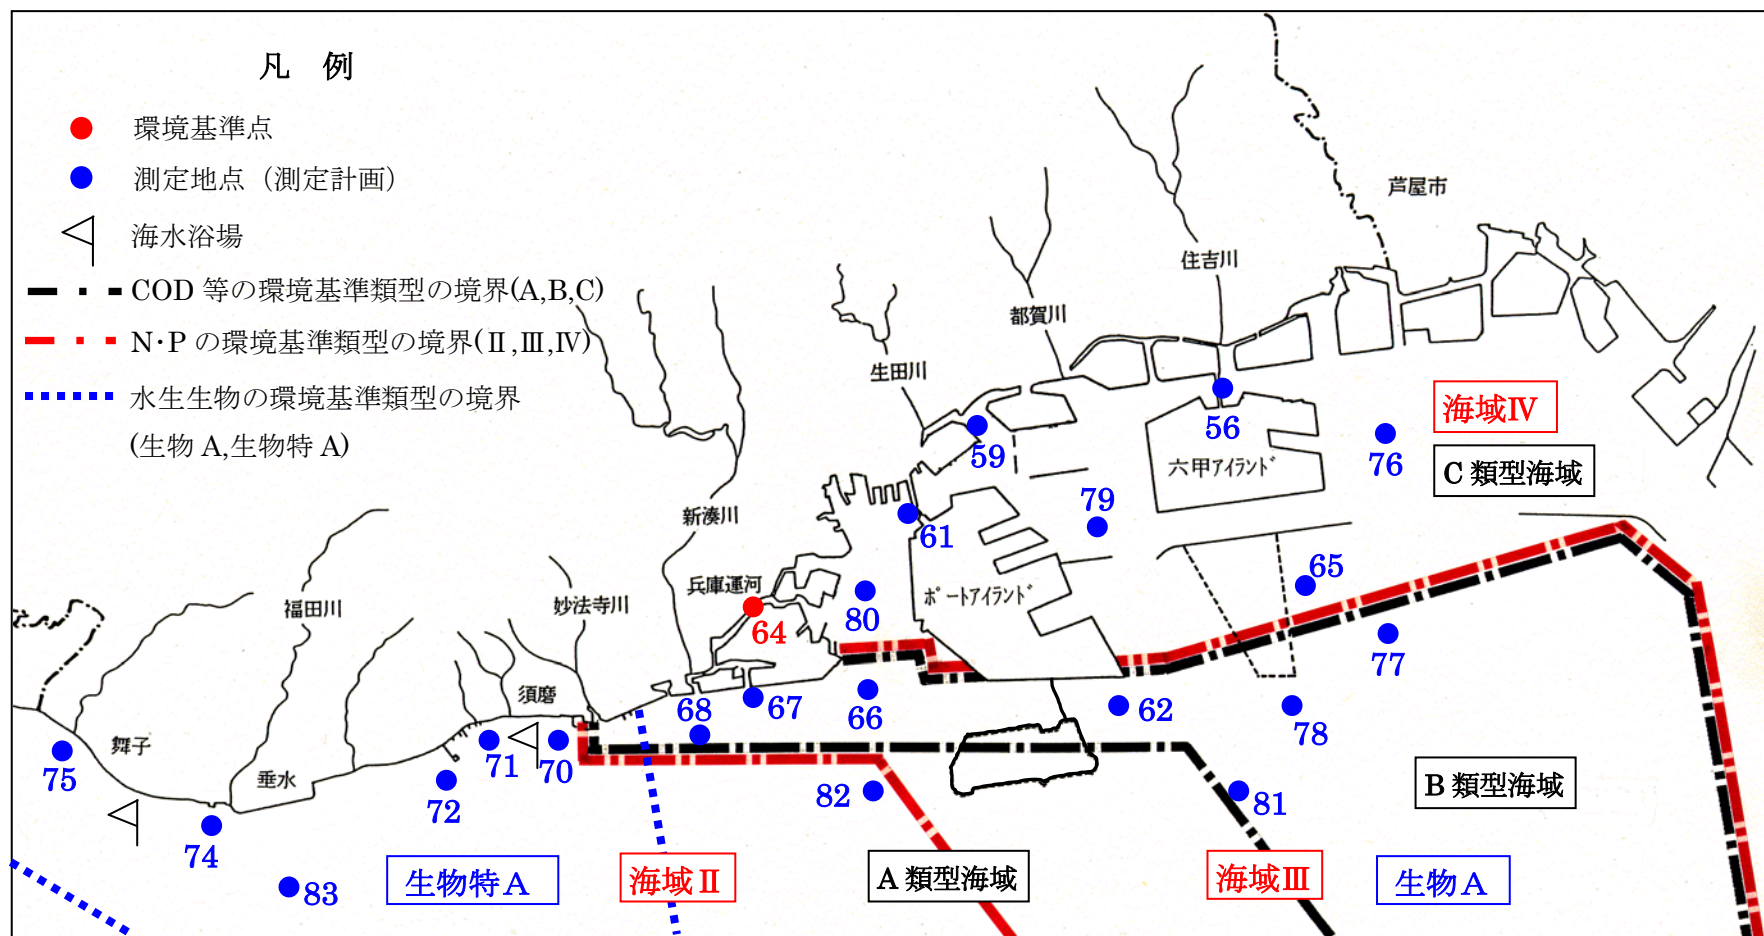 凡 例
環境基準点
測定地点（測定計画）
海水浴場
COD 等の環境基準類型の境界(A,B,C)
N･P の環境基準類型の境界(Ⅱ,Ⅲ,Ⅳ)
水生生物の環境基準類型の境界
(生物 A,生物特 A)
芦屋市
住吉川
都賀川
生田川
新湊川
兵庫運河
妙法寺川
福田川
須磨
舞子
垂水
六甲アイランド
ポートアイランド
海域Ⅳ
C 類型海域
56
59
76
79
61
65
80
64
77
67
66
68
62
78
71
70
75
72
82
81
74
83
B 類型海域
生物特A
海域Ⅱ
A 類型海域
海域Ⅲ
生物A